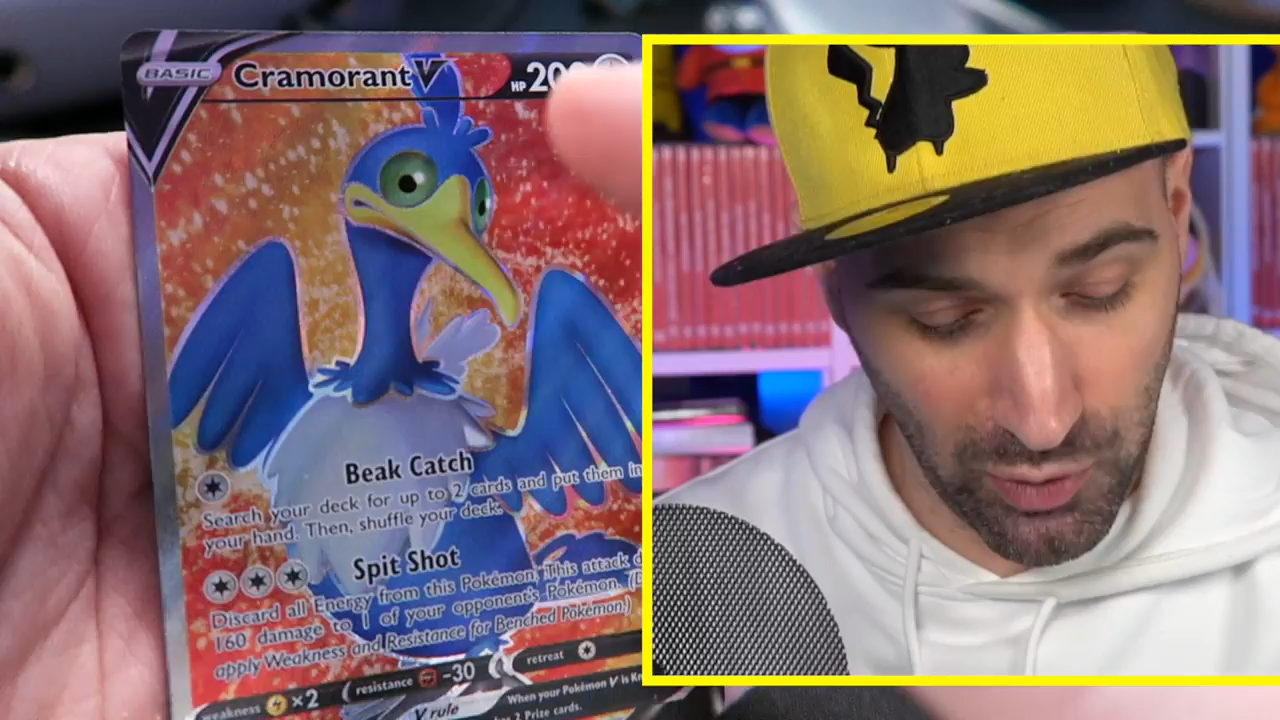 BASIC Cramorant V HP 20
Beak Catch
Search your deck for up to 2 cards and put them in
your hand. Then, shuffle your deck.
Spit Shot
Discard all Energy from this Pokémon. This attack
160 damage to 1 of your opponent's Pokémon.
apply Weakness and Resistance for Benched Pokémon.)
weakness ×2 resistance -30 retreat
V rule When your Pokémon V is
2 Prize cards.